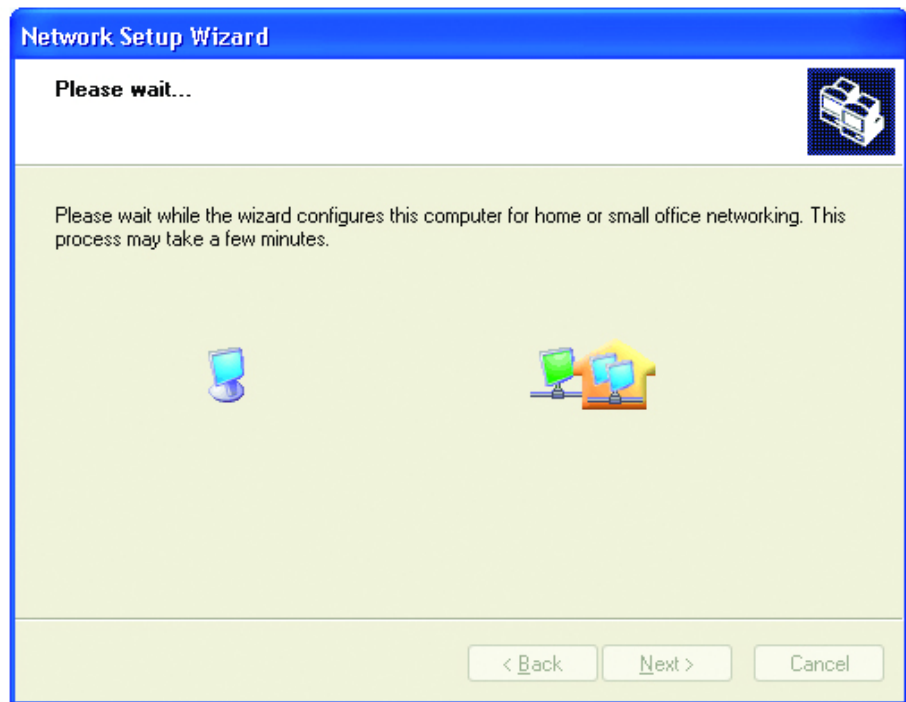 Network Setup Wizard
Please wait...
Please wait while the wizard configures this computer for home or small office networking. This
process may take a few minutes.
< Back
Next >
Cancel